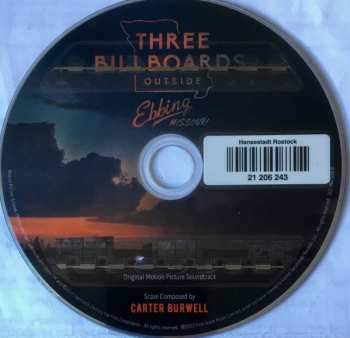 THREE
BILLBOARDS
OUTSIDE
Ebbing,
MISSOURI
Hansestadt Rostock
21 206 243
Original Motion Picture Soundtrack
Score Composed by
CARTER BURWELL